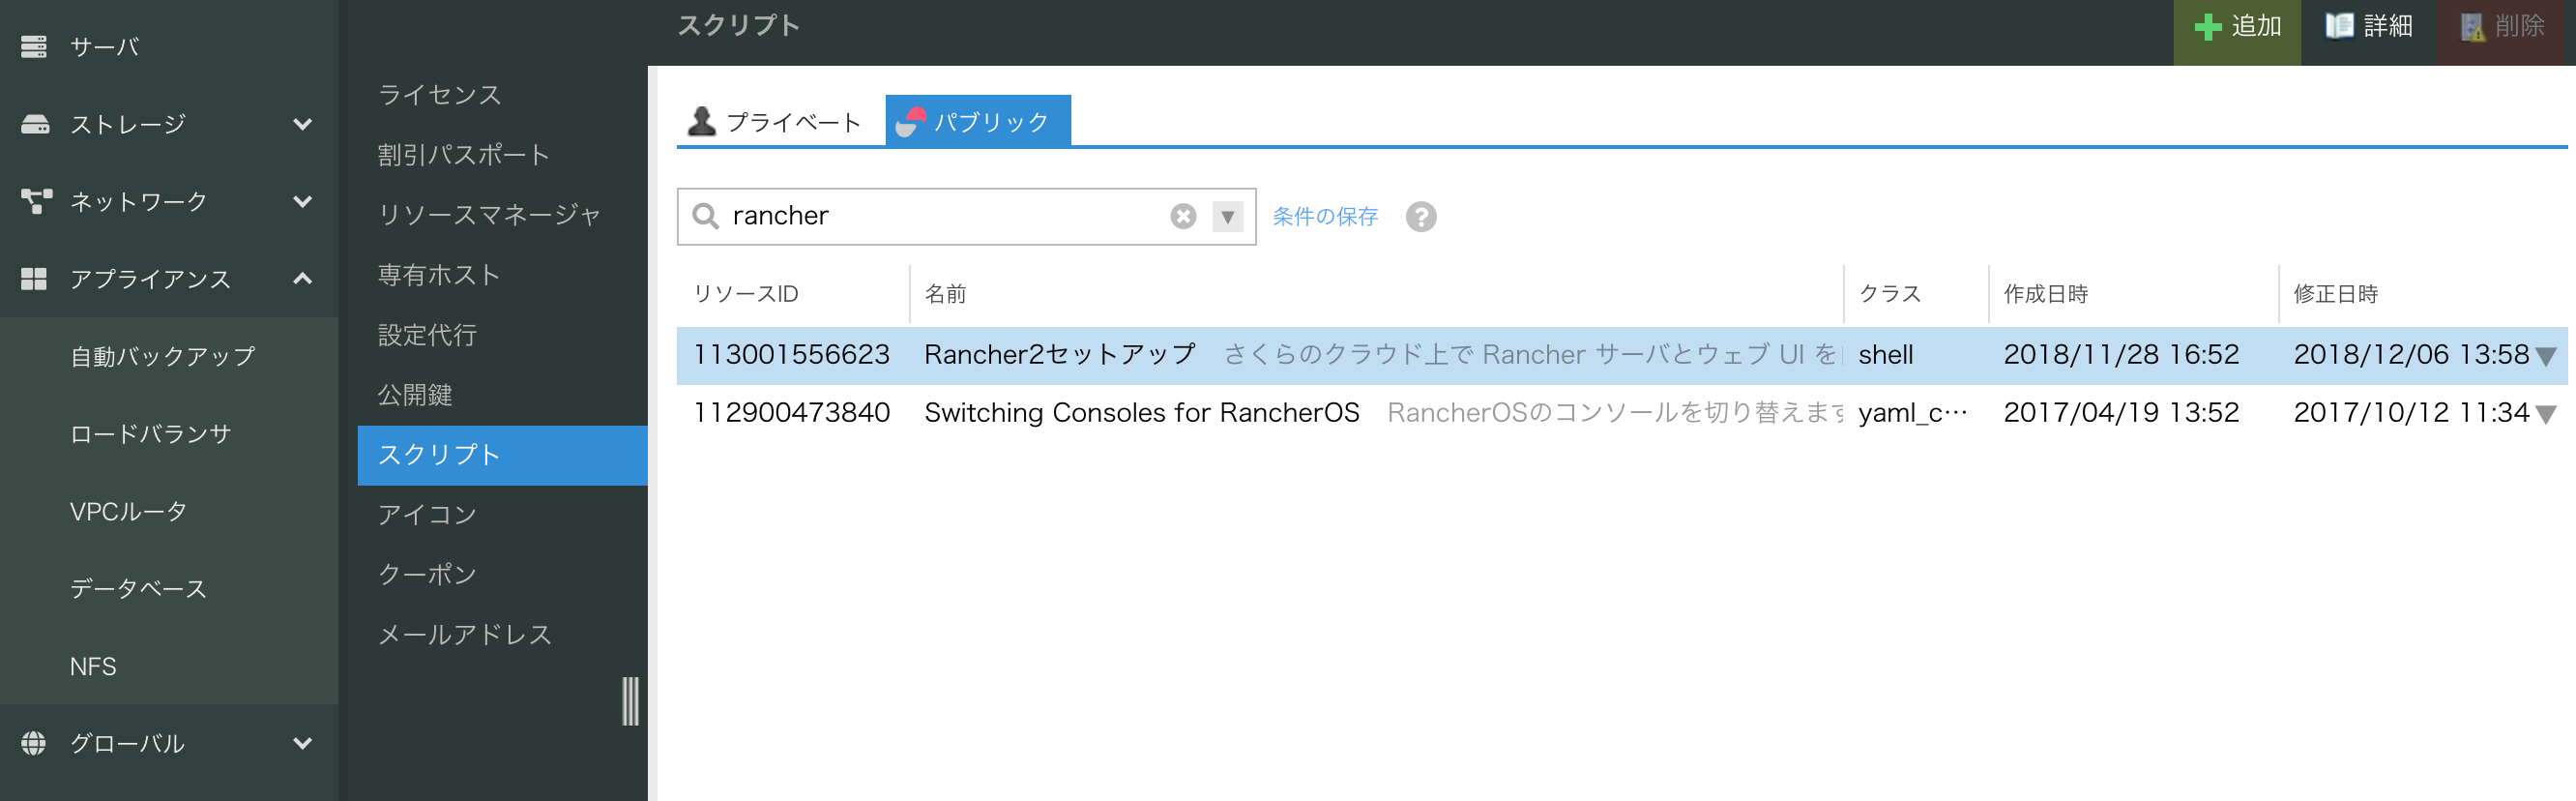 サーバ
ストレージ
ネットワーク
アプライアンス
自動バックアップ
ロードバランサ
VPCルータ
データベース
NFS
グローバル
ライセンス
割引パスポート
リソースマネージャ
専有ホスト
設定代行
公開鍵
スクリプト
アイコン
クーポン
メールアドレス
スクリプト
追加 詳細 削除
プライベート パブリック
rancher 条件の保存
リソースID 名前 クラス 作成日時 修正日時
113001556623 Rancher2セットアップ さくらのクラウド上で Rancher サーバとウェブ UI を shell 2018/11/28 16:52 2018/12/06 13:58
112900473840 Switching Consoles for RancherOS RancherOSのコンソールを切り替えます yaml_c… 2017/04/19 13:52 2017/10/12 11:34